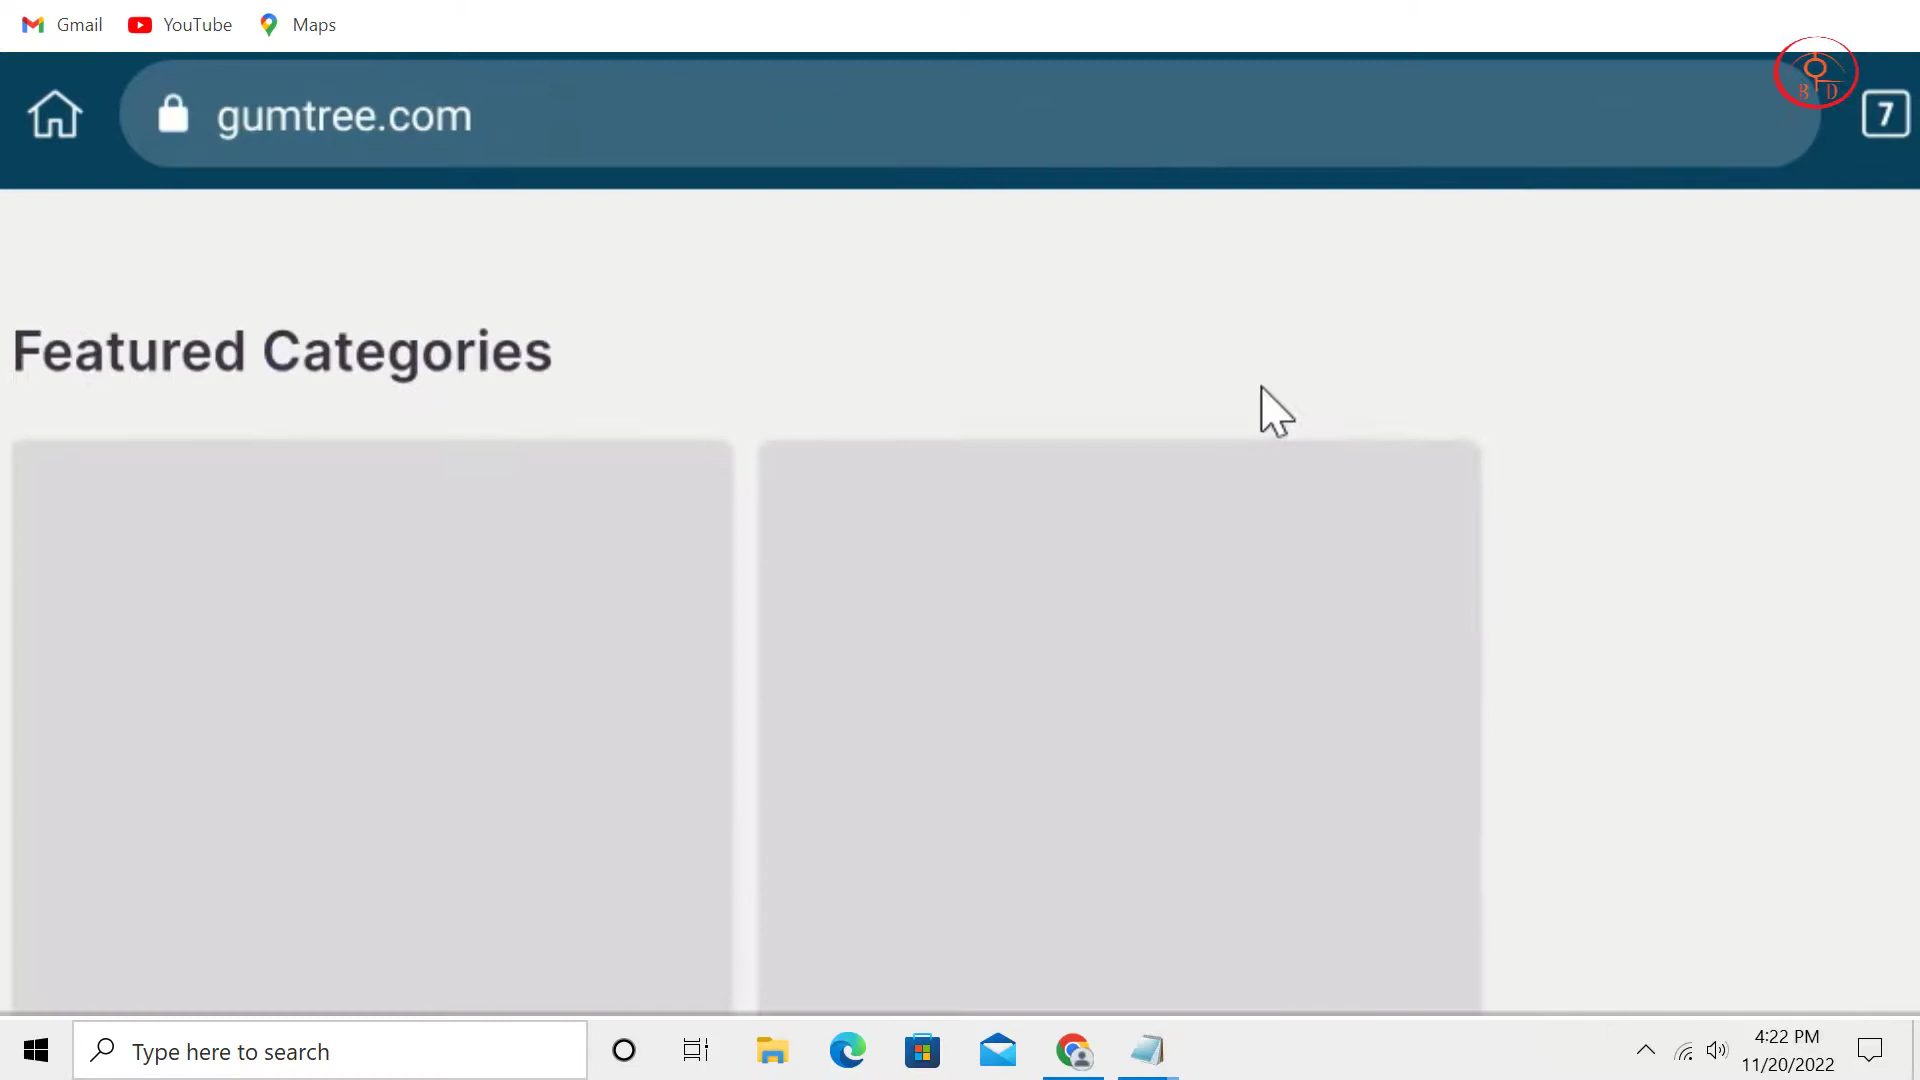 Gmail YouTube Maps
gumtree.com 7
B D
Featured Categories
Type here to search
4:22 PM
11/20/2022